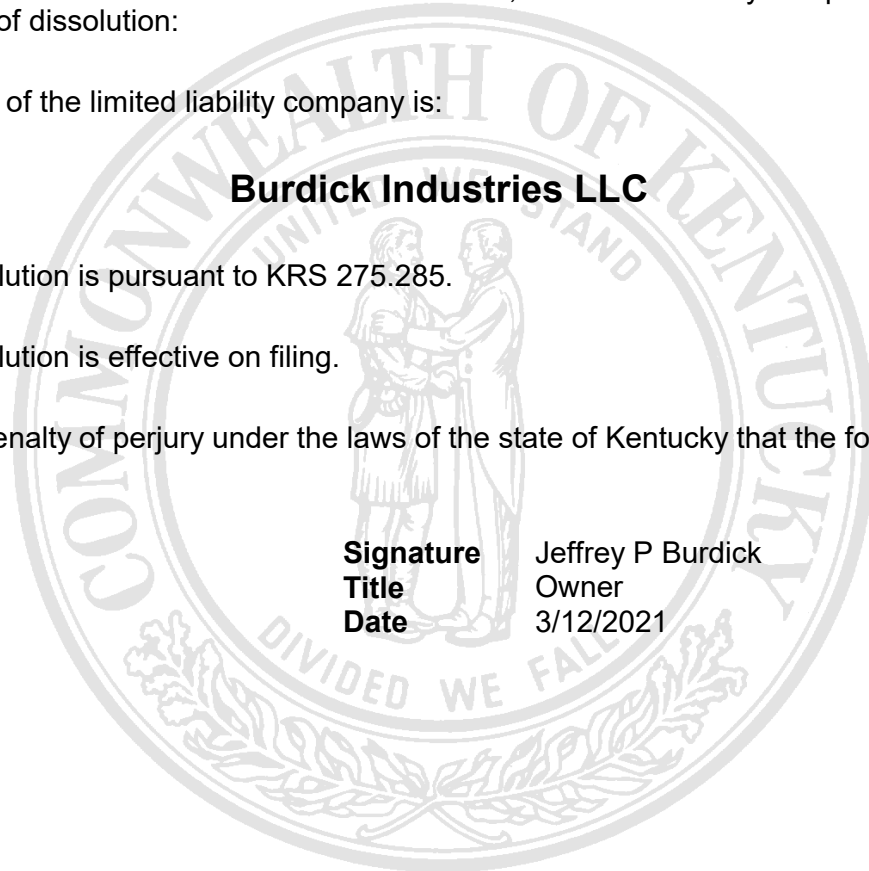 of dissolution:
of the limited liability company is:
Burdick Industries LLC
lution is pursuant to KRS 275.285.
lution is effective on filing.
enalty of perjury under the laws of the state of Kentucky that the fo
Signature Jeffrey P Burdick
Title Owner
Date 3/12/2021
COMMONWEALTH OF KENTUCKY
UNITED WE STAND
DIVIDED WE FALL